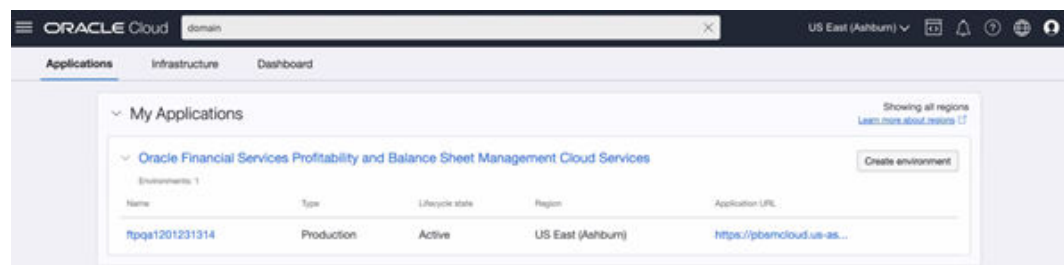 ORACLE Cloud domain US East (Ashburn)
Applications Infrastructure Dashboard
My Applications Showing all regions
Learn more about regions
Oracle Financial Services Profitability and Balance Sheet Management Cloud Services Create environment
Environments: 1
Name Type Lifecycle state Region Application URL
ftpqa1201231314 Production Active US East (Ashburn) https://pbsmcloud.us-as...